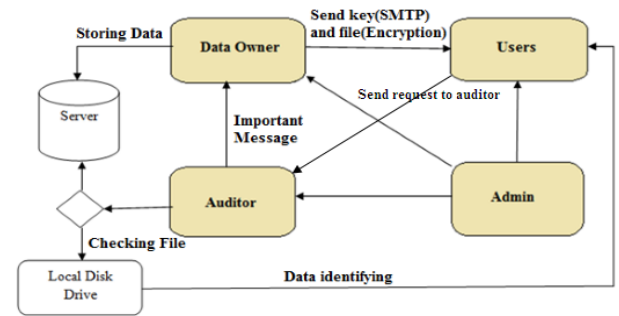 Send key(SMTP)
and file(Encryption)
Storing Data
Data Owner
Users
Send request to auditor
Server
Important
Message
Auditor
Admin
Checking File
Local Disk
Drive
Data identifying